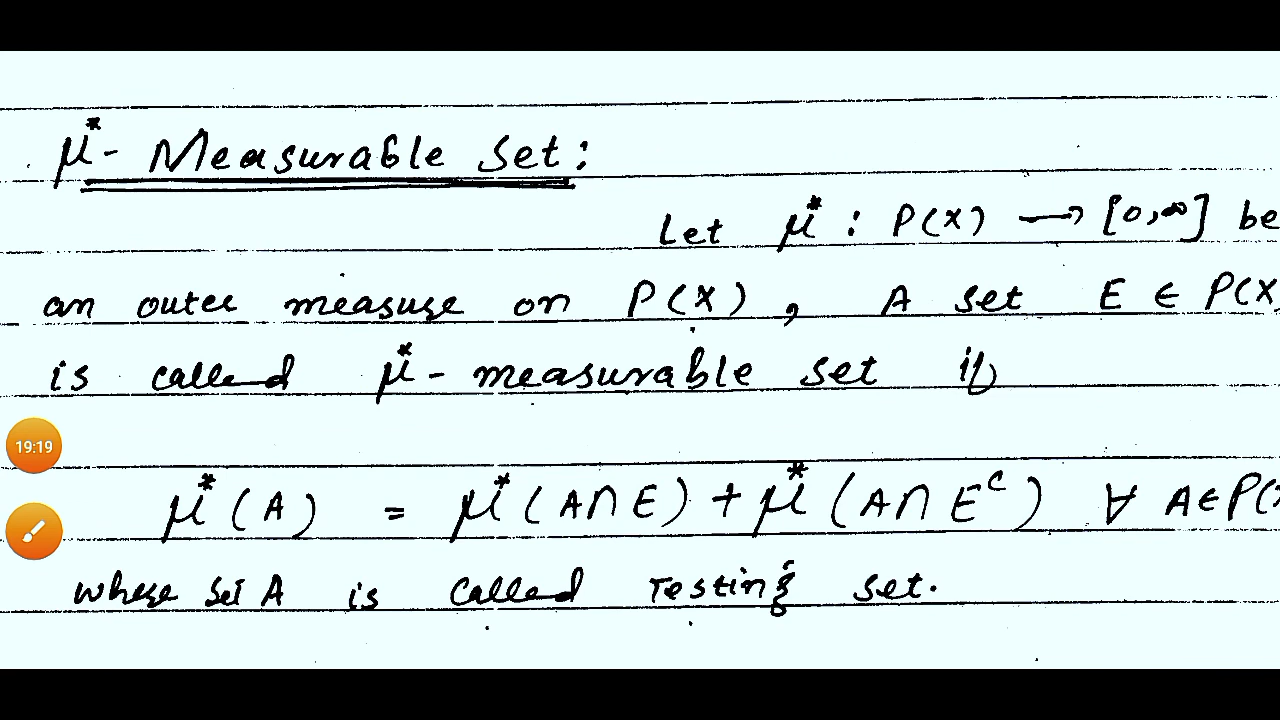 μ*- Measurable set:
Let μ* : P(X) → [0,∞] be
an outer measure on P(X), A set E ∈ P(X
is called μ*- measurable set if
19:19
μ*(A) = μ*(A∩E) + μ*(A∩Eᶜ) ∀ A∈P(
where set A is called Testing set.